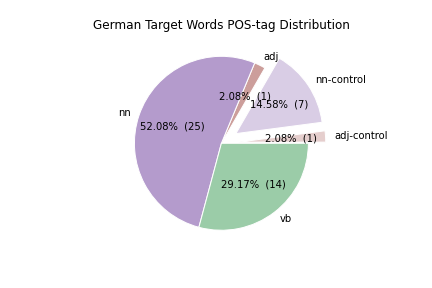 German Target Words POS-tag Distribution
adj
nn-control
2.08% (1)
14.58% (7)
nn
52.08% (25)
adj-control
2.08% (1)
29.17% (14)
vb